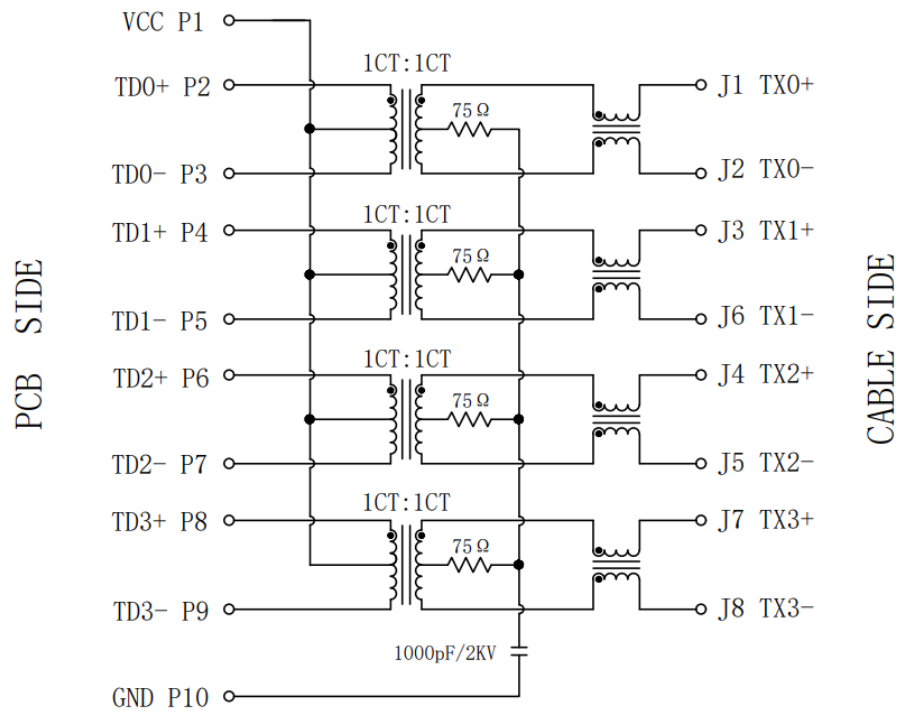 VCC P1
1CT:1CT
TD0+ P2
J1 TX0+
75Ω
TD0- P3
J2 TX0-
1CT:1CT
TD1+ P4
J3 TX1+
75Ω
TD1- P5
J6 TX1-
PCB SIDE
CABLE SIDE
1CT:1CT
TD2+ P6
J4 TX2+
75Ω
TD2- P7
J5 TX2-
1CT:1CT
TD3+ P8
J7 TX3+
75Ω
TD3- P9
J8 TX3-
1000pF/2KV
GND P10